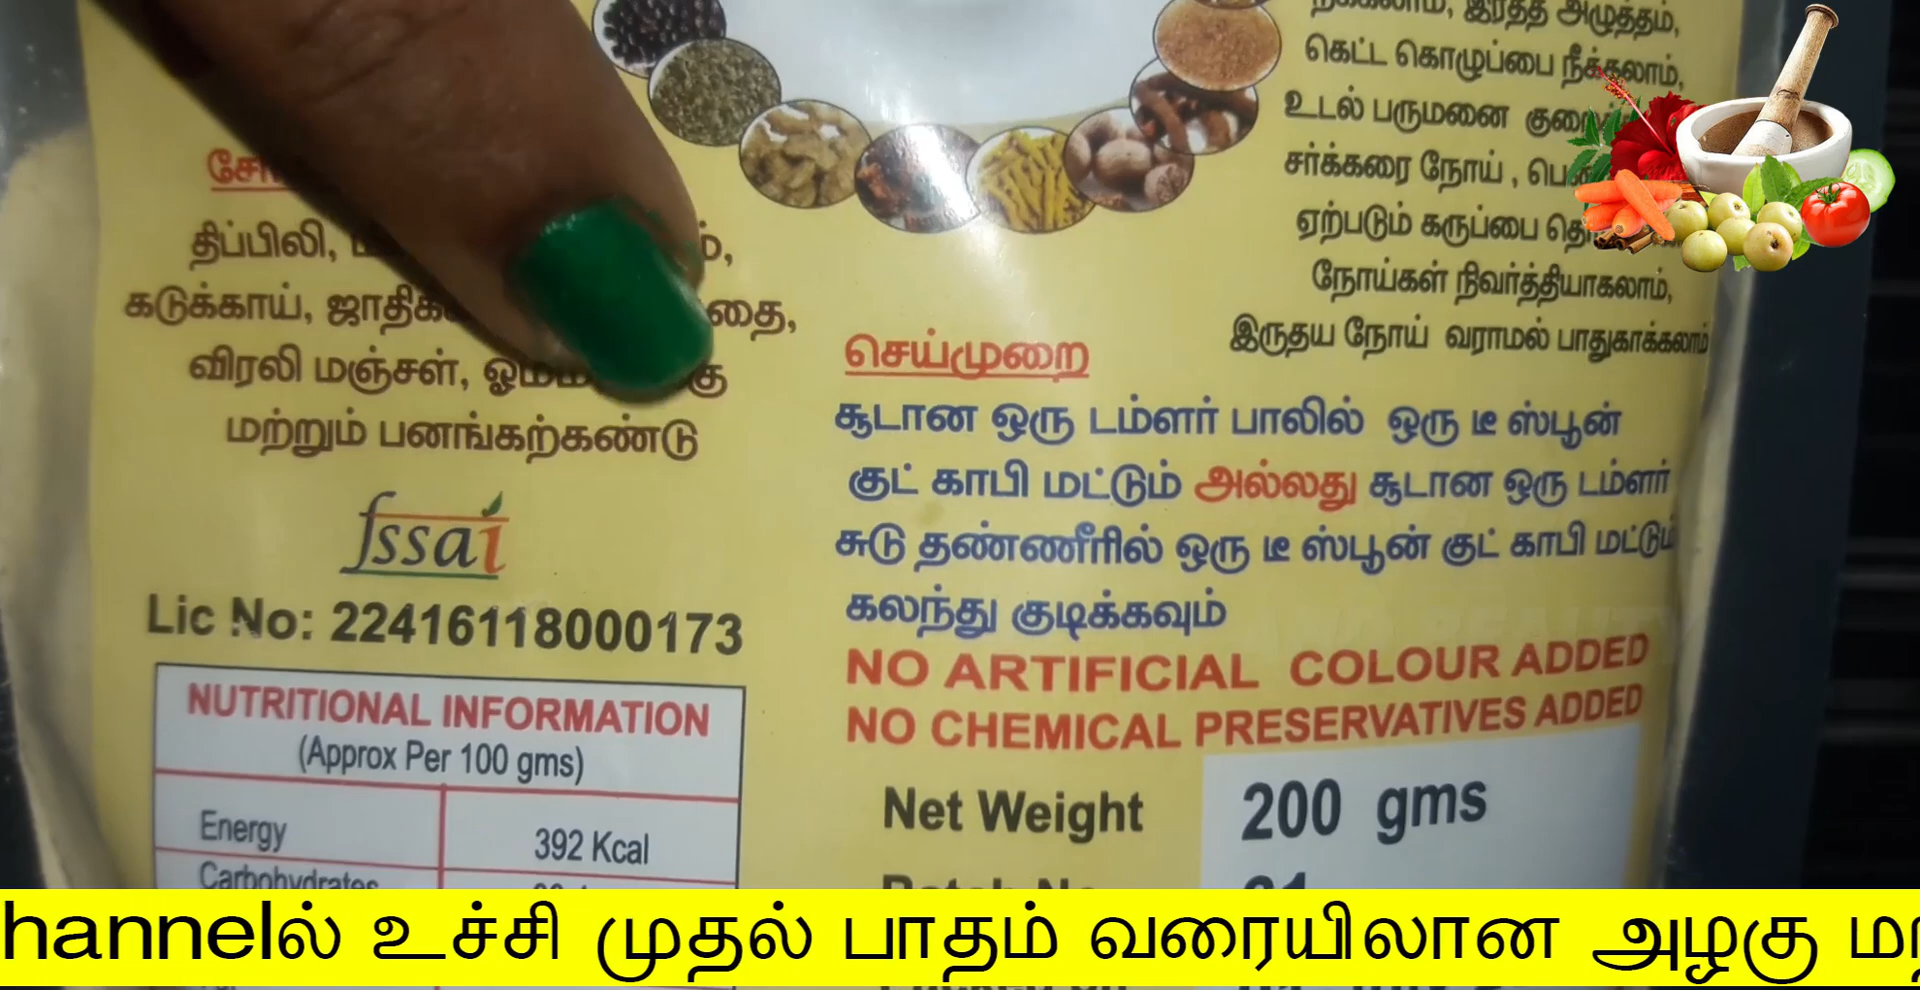 திப்பிலி,
கடுக்காய்,
விரலி மஞ்சள்,
மற்றும் பனங்கற்கண்டு
fssai
Lic No: 22416118000173
NUTRITIONAL INFORMATION
(Approx Per 100 gms)
Energy 392 Kcal
Carbohydrates
அழுத்தம்,
கெட்ட கொழுப்பை நீக்கலாம்,
உடல் பருமனை
சர்க்கரை நோய் ,
ஏற்படும் கருப்பை
நோய்கள் நிவர்த்தியாகலாம்,
இருதய நோய் வராமல் பாதுகாக்கலாம்
செய்முறை
சூடான ஒரு டம்ளர் பாலில் ஒரு டீ ஸ்பூன்
குட் காபி மட்டும் அல்லது சூடான ஒரு டம்ளர்
சுடு தண்ணீரில் ஒரு டீ ஸ்பூன் குட் காபி மட்டும்
கலந்து குடிக்கவும்
NO ARTIFICIAL COLOUR ADDED
NO CHEMICAL PRESERVATIVES ADDED
Net Weight 200 gms
hannelல் உச்சி முதல் பாதம் வரையிலான அழகு